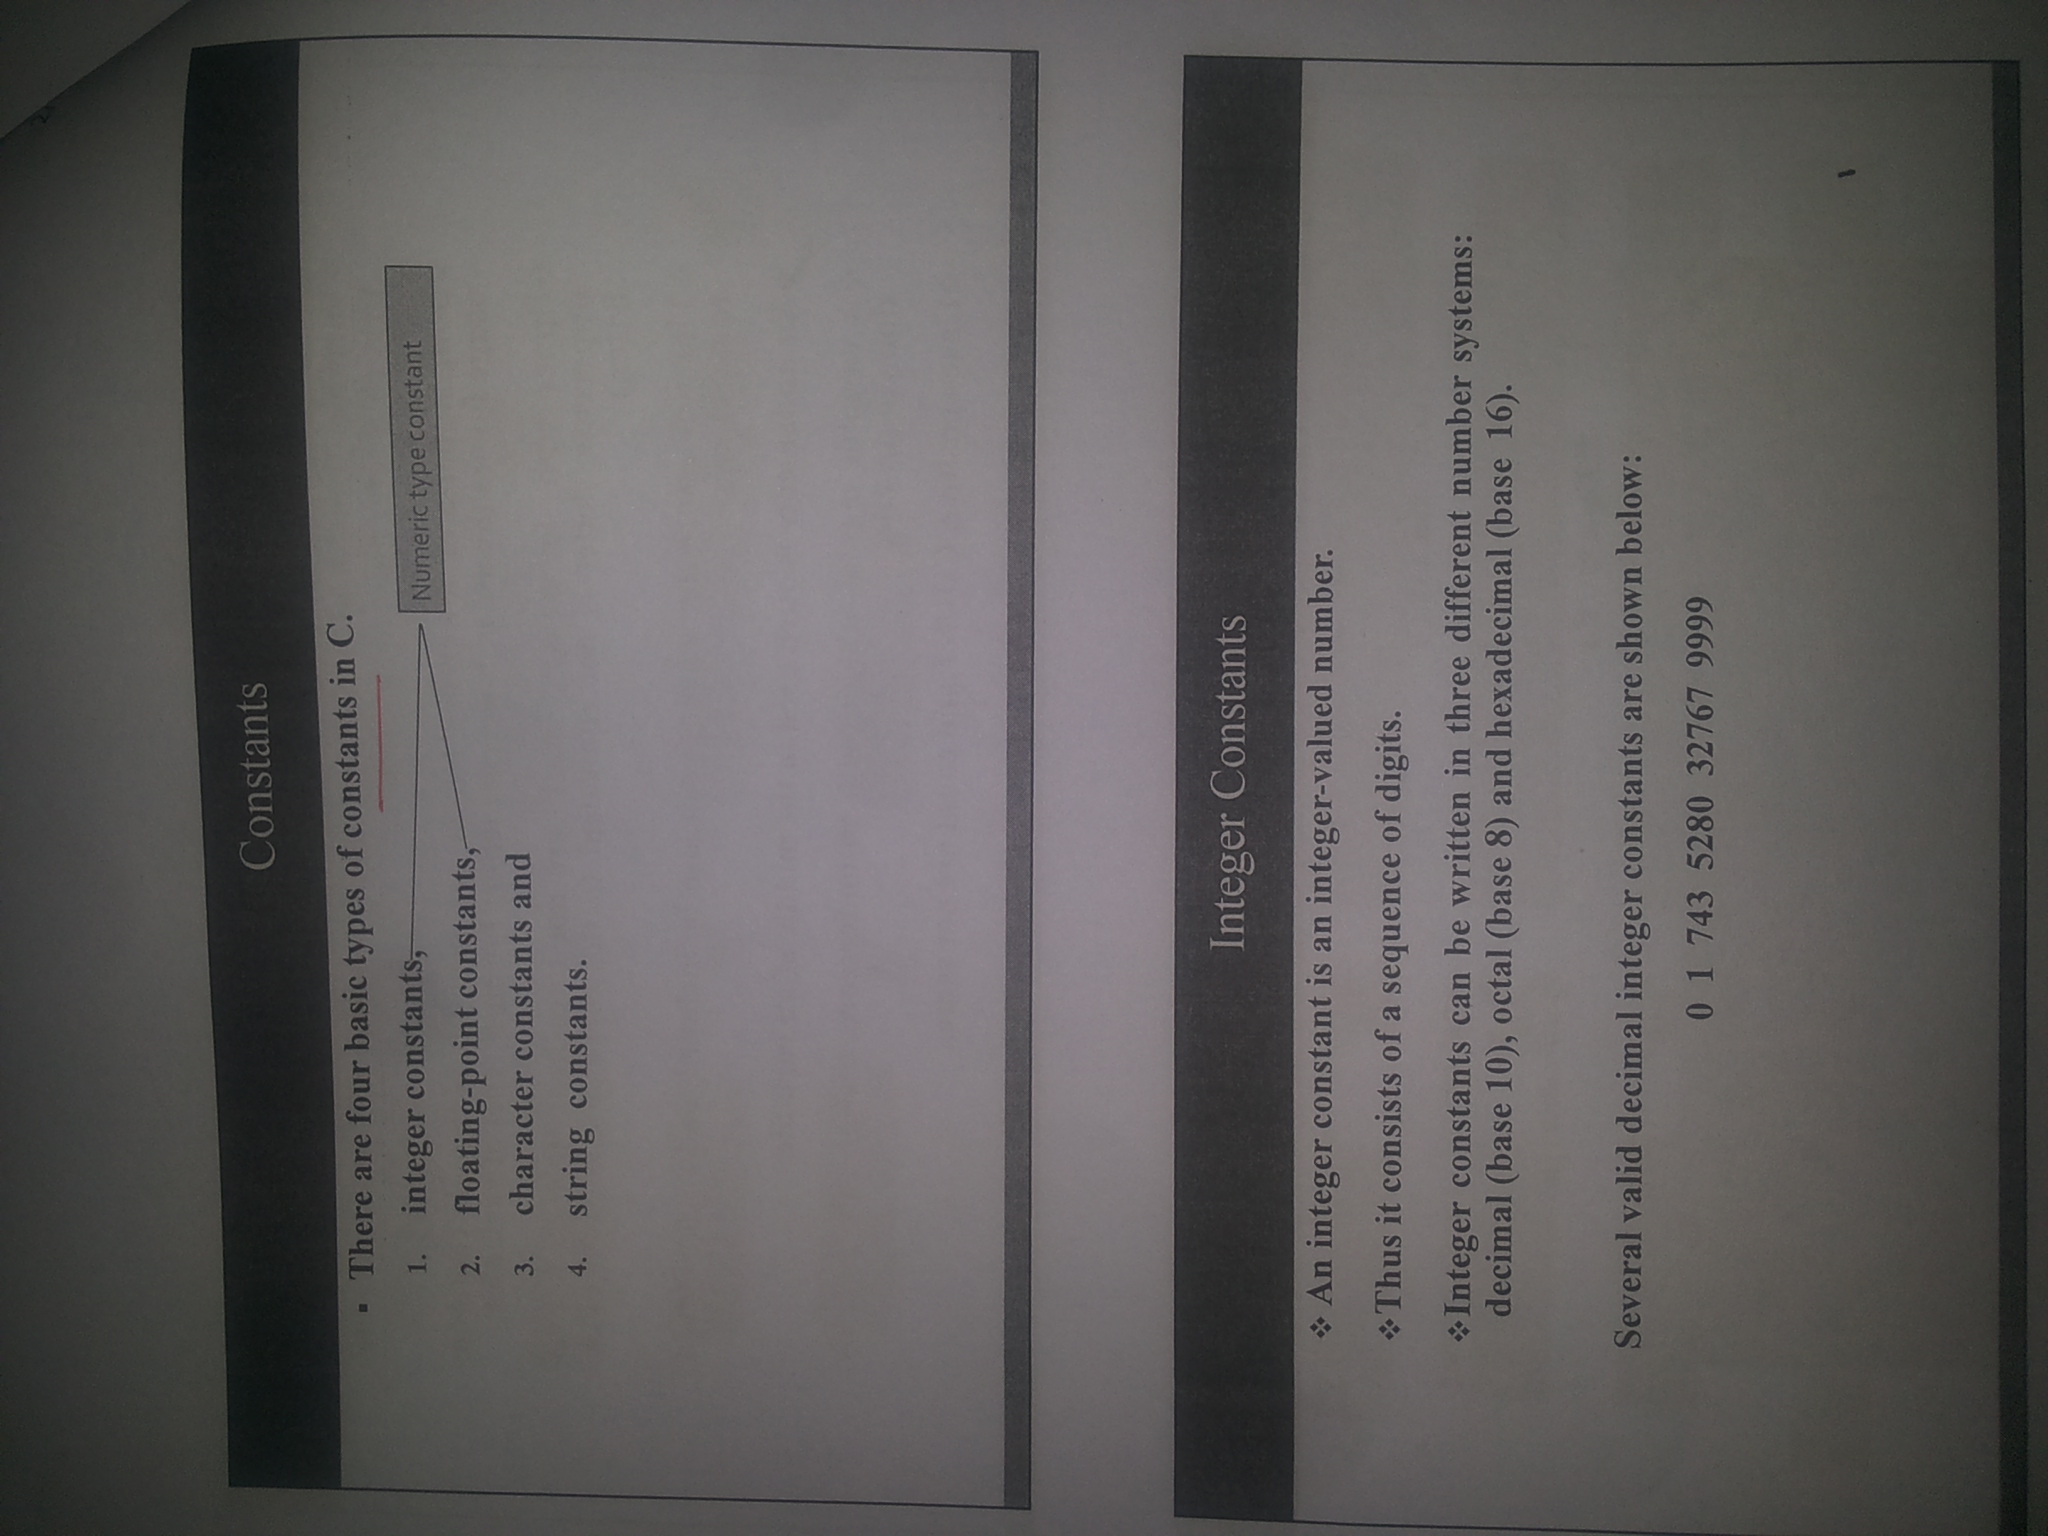 Constants
▪ There are four basic types of constants in C.
1. integer constants,
Numeric type constant
2. floating-point constants,
3. character constants and
4. string constants.
Integer Constants
❖ An integer constant is an integer-valued number.
❖ Thus it consists of a sequence of digits.
❖ Integer constants can be written in three different number systems:
decimal (base 10), octal (base 8) and hexadecimal (base 16).
Several valid decimal integer constants are shown below:
0 1 743 5280 32767 9999